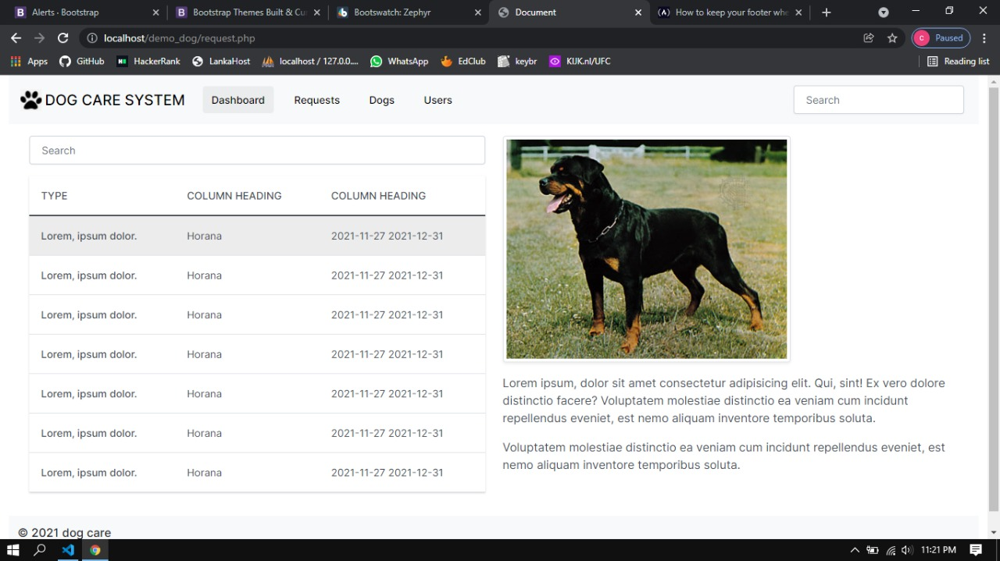 Alerts · Bootstrap
Bootstrap Themes Built & Cu
Bootswatch: Zephyr
Document
How to keep your footer whe
localhost/demo_dog/request.php
Paused
Apps
GitHub
HackerRank
LankaHost
localhost / 127.0.0....
WhatsApp
EdClub
keybr
KIJK.nl/UFC
Reading list
DOG CARE SYSTEM Dashboard Requests Dogs Users Search
Search
TYPE COLUMN HEADING COLUMN HEADING
Lorem, ipsum dolor. Horana 2021-11-27 2021-12-31
Lorem, ipsum dolor. Horana 2021-11-27 2021-12-31
Lorem, ipsum dolor. Horana 2021-11-27 2021-12-31
Lorem, ipsum dolor. Horana 2021-11-27 2021-12-31
Lorem, ipsum dolor. Horana 2021-11-27 2021-12-31
Lorem, ipsum dolor. Horana 2021-11-27 2021-12-31
Lorem, ipsum dolor. Horana 2021-11-27 2021-12-31
Lorem ipsum, dolor sit amet consectetur adipisicing elit. Qui, sint! Ex vero dolore
distinctio facere? Voluptatem molestiae distinctio ea veniam cum incidunt
repellendus eveniet, est nemo aliquam inventore temporibus soluta.
Voluptatem molestiae distinctio ea veniam cum incidunt repellendus eveniet, est
nemo aliquam inventore temporibus soluta.
© 2021 dog care
11:21 PM